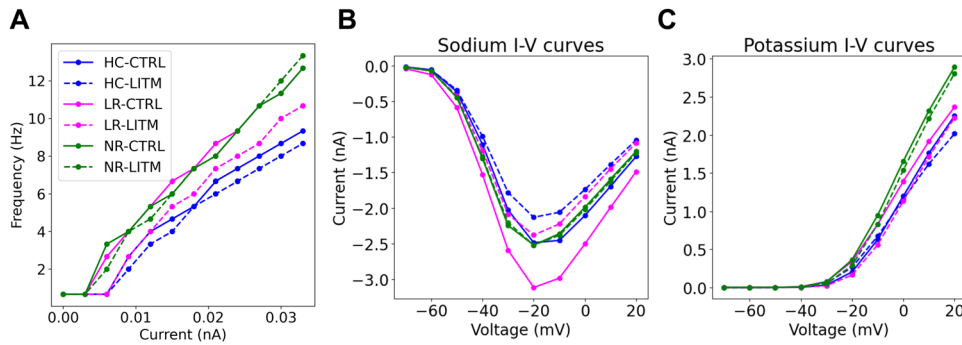 A
HC-CTRL
HC-LITM
LR-CTRL
LR-LITM
NR-CTRL
NR-LITM
Frequency (Hz)
12
10
8
6
4
2
0.00 0.01 0.02 0.03
Current (nA)
B
Sodium I-V curves
Current (nA)
0.0
−0.5
−1.0
−1.5
−2.0
−2.5
−3.0
−60 −40 −20 0 20
Voltage (mV)
C
Potassium I-V curves
Current (nA)
3.0
2.5
2.0
1.5
1.0
0.5
0.0
−60 −40 −20 0 20
Voltage (mV)